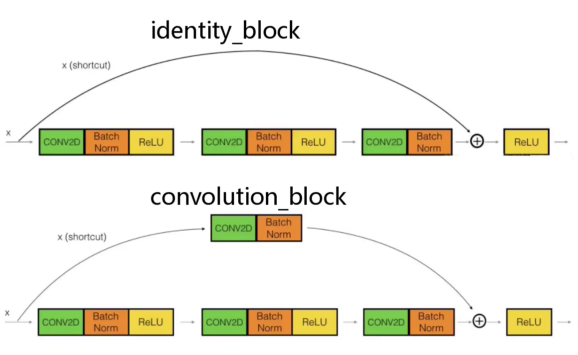 identity_block
x (shortcut)
x
CONV2D Batch Norm ReLU CONV2D Batch Norm ReLU CONV2D Batch Norm ReLU
convolution_block
CONV2D Batch Norm
x (shortcut)
x
CONV2D Batch Norm ReLU CONV2D Batch Norm ReLU CONV2D Batch Norm ReLU